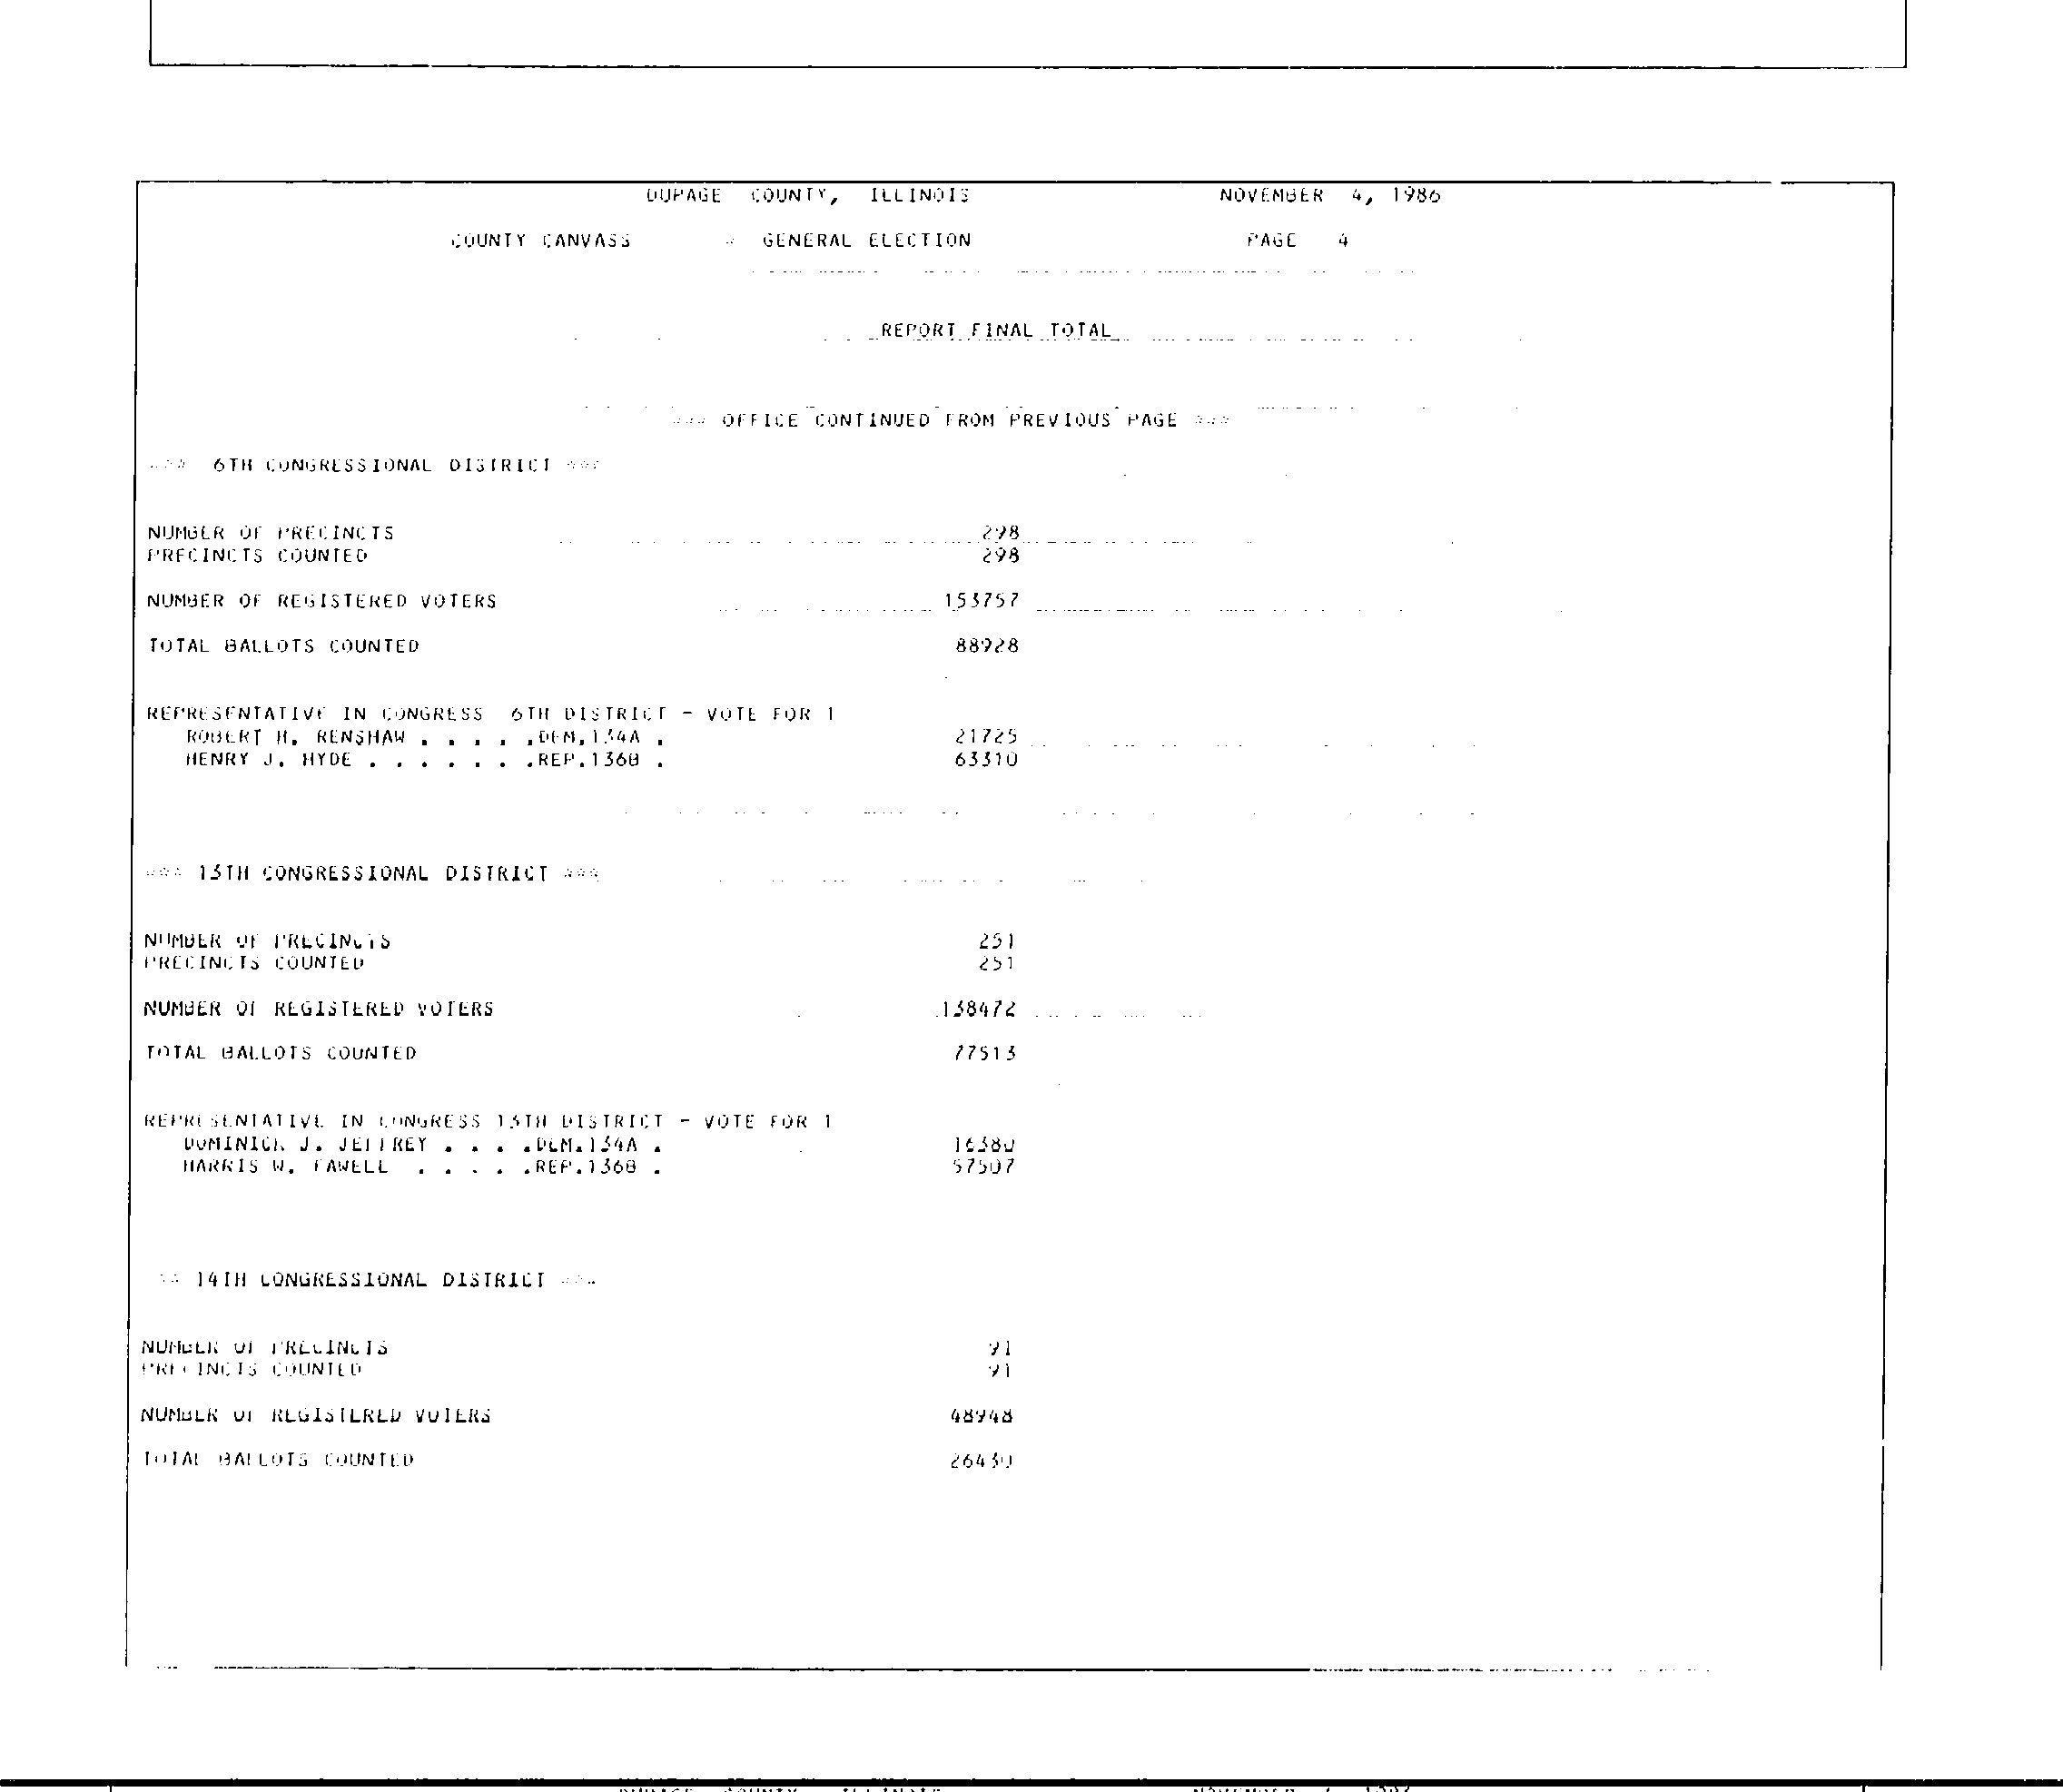 DUPAGE COUNTY, ILLINOIS NOVEMBER 4, 1986
COUNTY CANVASS * GENERAL ELECTION PAGE 4
REPORT FINAL TOTAL
*** OFFICE CONTINUED FROM PREVIOUS PAGE ***
*** 6TH CONGRESSIONAL DISTRICT ***
NUMBER OF PRECINCTS 298
PRECINCTS COUNTED 298
NUMBER OF REGISTERED VOTERS 153757
TOTAL BALLOTS COUNTED 88928
REPRESENTATIVE IN CONGRESS 6TH DISTRICT - VOTE FOR 1
ROBERT H. RENSHAW . . . . .DEM.134A . 21725
HENRY J. HYDE . . . . . . .REP.136B . 63310
*** 13TH CONGRESSIONAL DISTRICT ***
NUMBER OF PRECINCTS 251
PRECINCTS COUNTED 251
NUMBER OF REGISTERED VOTERS 138472
TOTAL BALLOTS COUNTED 77513
REPRESENTATIVE IN CONGRESS 13TH DISTRICT - VOTE FOR 1
DOMINICK J. JEFFREY . . . .DEM.134A . 16380
HARRIS W. FAWELL . . . . .REP.136B . 57507
** 14TH CONGRESSIONAL DISTRICT ***
NUMBER OF PRECINCTS 91
PRECINCTS COUNTED 91
NUMBER OF REGISTERED VOTERS 48948
TOTAL BALLOTS COUNTED 26430